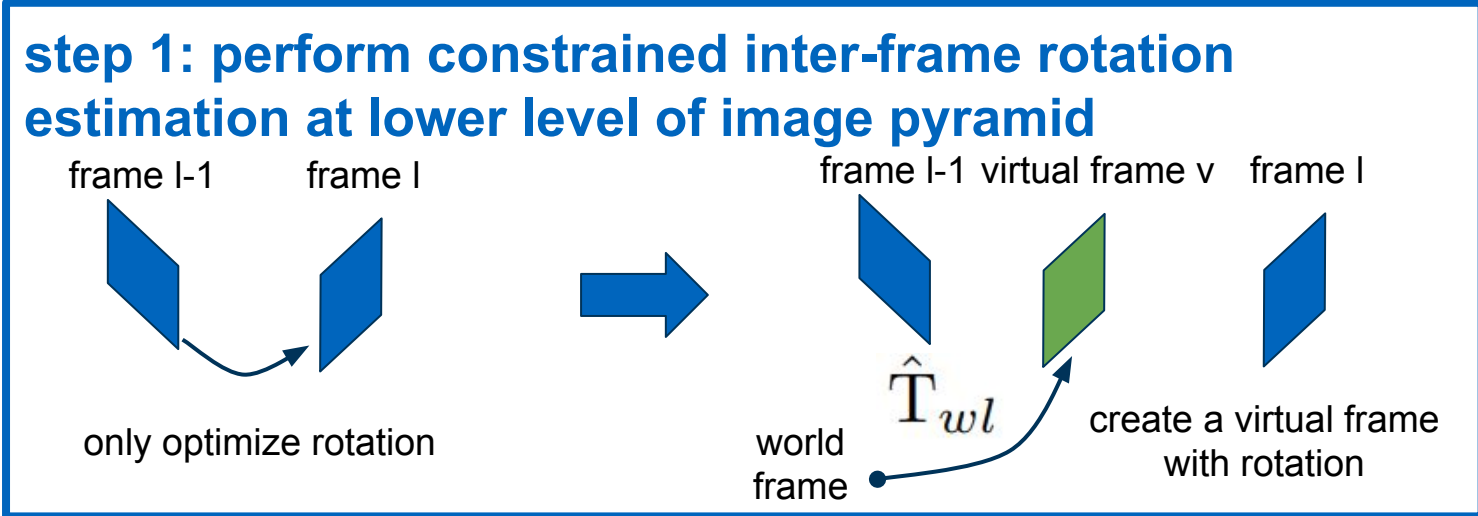 step 1: perform constrained inter-frame rotation
estimation at lower level of image pyramid
frame l-1 frame l
only optimize rotation
frame l-1 virtual frame v frame l
T̂wl
world
frame
create a virtual frame
with rotation